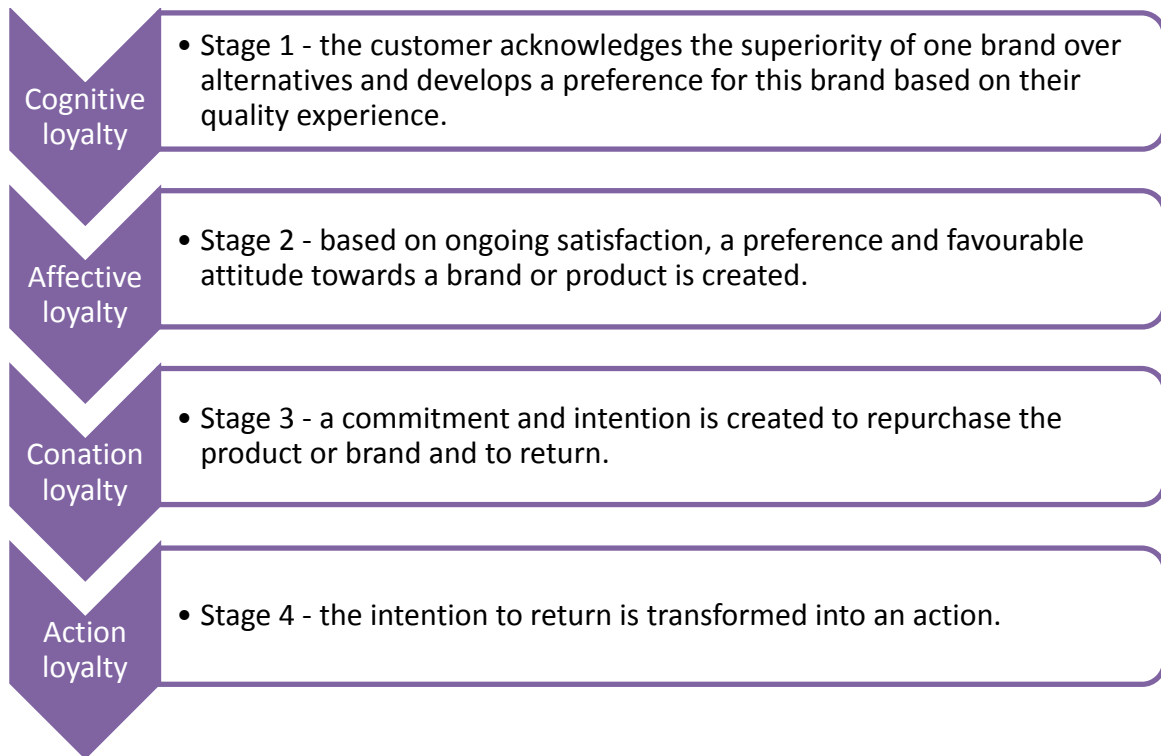 Cognitive
loyalty
• Stage 1 - the customer acknowledges the superiority of one brand over
alternatives and develops a preference for this brand based on their
quality experience.
Affective
loyalty
• Stage 2 - based on ongoing satisfaction, a preference and favourable
attitude towards a brand or product is created.
Conation
loyalty
• Stage 3 - a commitment and intention is created to repurchase the
product or brand and to return.
Action
loyalty
• Stage 4 - the intention to return is transformed into an action.